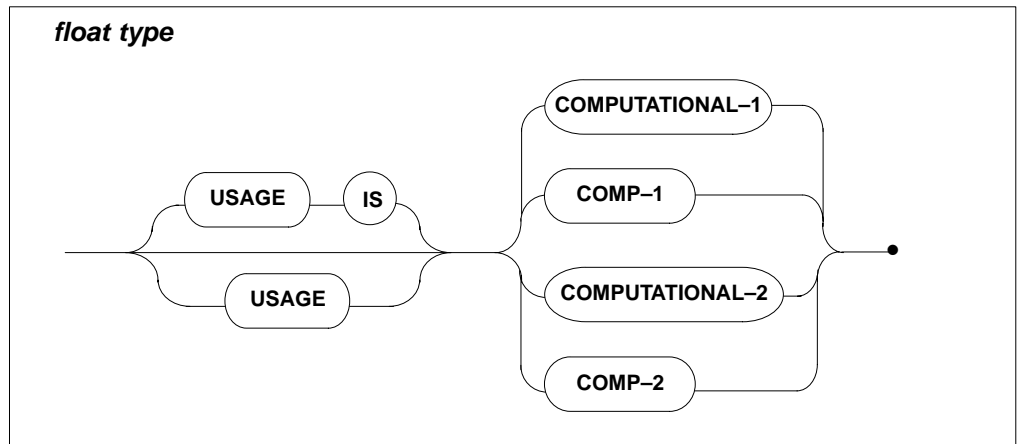 float type
COMPUTATIONAL–1
USAGE IS COMP–1
USAGE COMPUTATIONAL–2
COMP–2